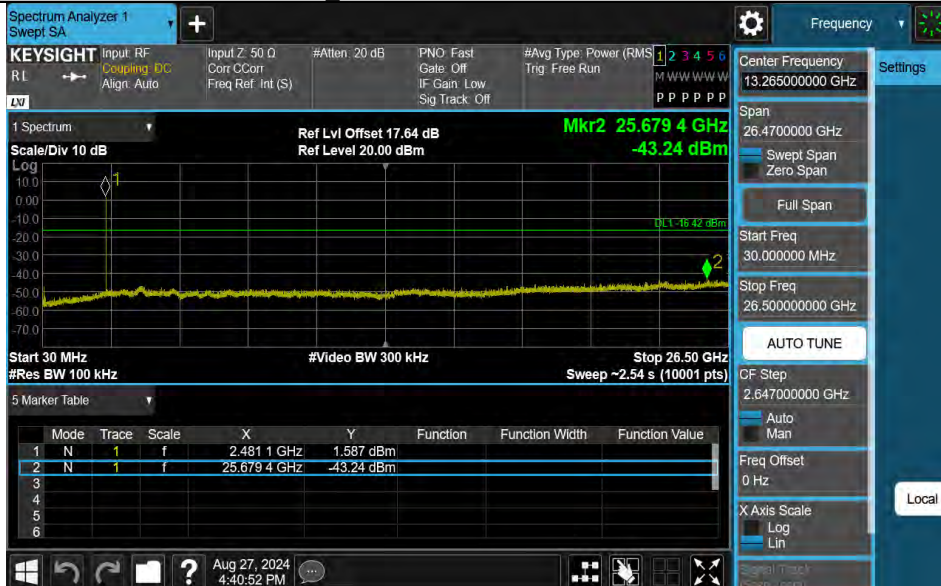 Spectrum Analyzer 1
Swept SA
+
Frequency
KEYSIGHT
RL
LXI
Input: RF
Coupling: DC
Align: Auto
Input Z: 50 Ω
Corr CCorr
Freq Ref: Int (S)
#Atten: 20 dB
PNO: Fast
Gate: Off
IF Gain: Low
Sig Track: Off
#Avg Type: Power (RMS
Trig: Free Run
1 2 3 4 5 6
M W W W W W
P P P P P P
1 Spectrum
Scale/Div 10 dB
Ref Lvl Offset 17.64 dB
Ref Level 20.00 dBm
Mkr2 25.679 4 GHz
-43.24 dBm
Log
10.0
0.00
-10.0
-20.0
-30.0
-40.0
-50.0
-60.0
-70.0
1
DL1 -16.42 dBm
2
Start 30 MHz
#Video BW 300 kHz
Stop 26.50 GHz
#Res BW 100 kHz
Sweep ~2.54 s (10001 pts)
5 Marker Table
Mode Trace Scale X Y Function Function Width Function Value
1 N 1 f 2.481 1 GHz 1.587 dBm
2 N 1 f 25.679 4 GHz -43.24 dBm
3
4
5
6
?
Aug 27, 2024
4:40:52 PM
Center Frequency
13.265000000 GHz
Settings
Span
26.4700000 GHz
Swept Span
Zero Span
Full Span
Start Freq
30.000000 MHz
Stop Freq
26.500000000 GHz
AUTO TUNE
CF Step
2.647000000 GHz
Auto
Man
Freq Offset
0 Hz
Local
X Axis Scale
Log
Lin
Signal Track